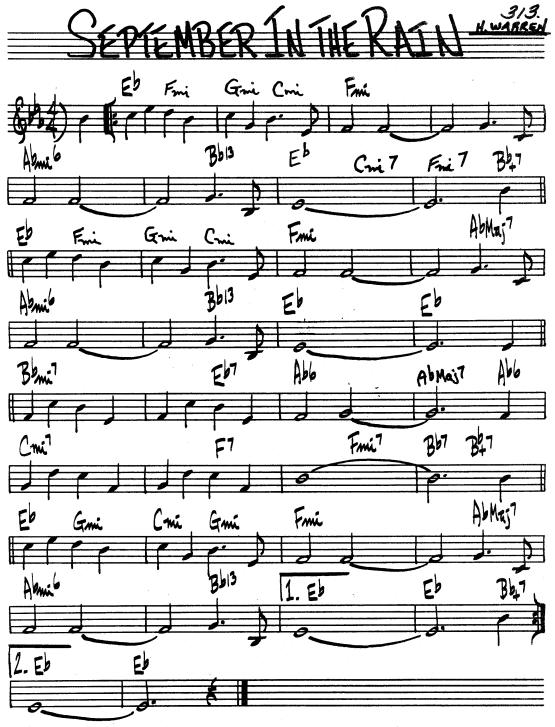 313.
SEPTEMBER IN THE RAIN H. WARREN
Eb Fmi Gmi Cmi Fmi
4
4
Abmi6 Bb13 Eb Cmi7 Fmi7 Bb+7
Eb Fmi Gmi Cmi Fmi AbMaj7
Abmi6 Bb13 Eb Eb
Bbmi7 Eb7 Ab6 AbMaj7 Ab6
Cmi7 F7 Fmi7 Bb7 Bb+7
Eb Gmi Cmi Gmi Fmi AbMaj7
Abmi6 Bb13 1. Eb Eb Bb+7
2. Eb Eb